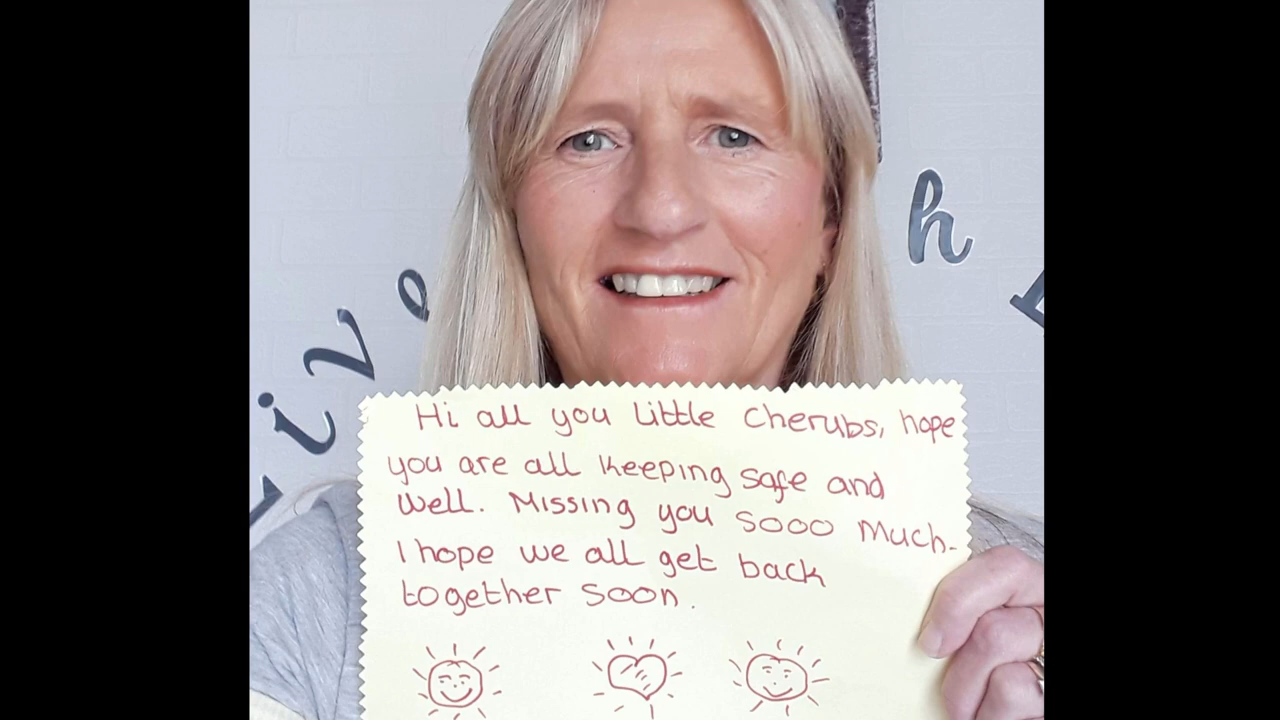 Hi all you Little Cherubs, hope
you are all Keeping safe and
well. Missing you sooo Much.
I hope we all get back
together soon.
live
h